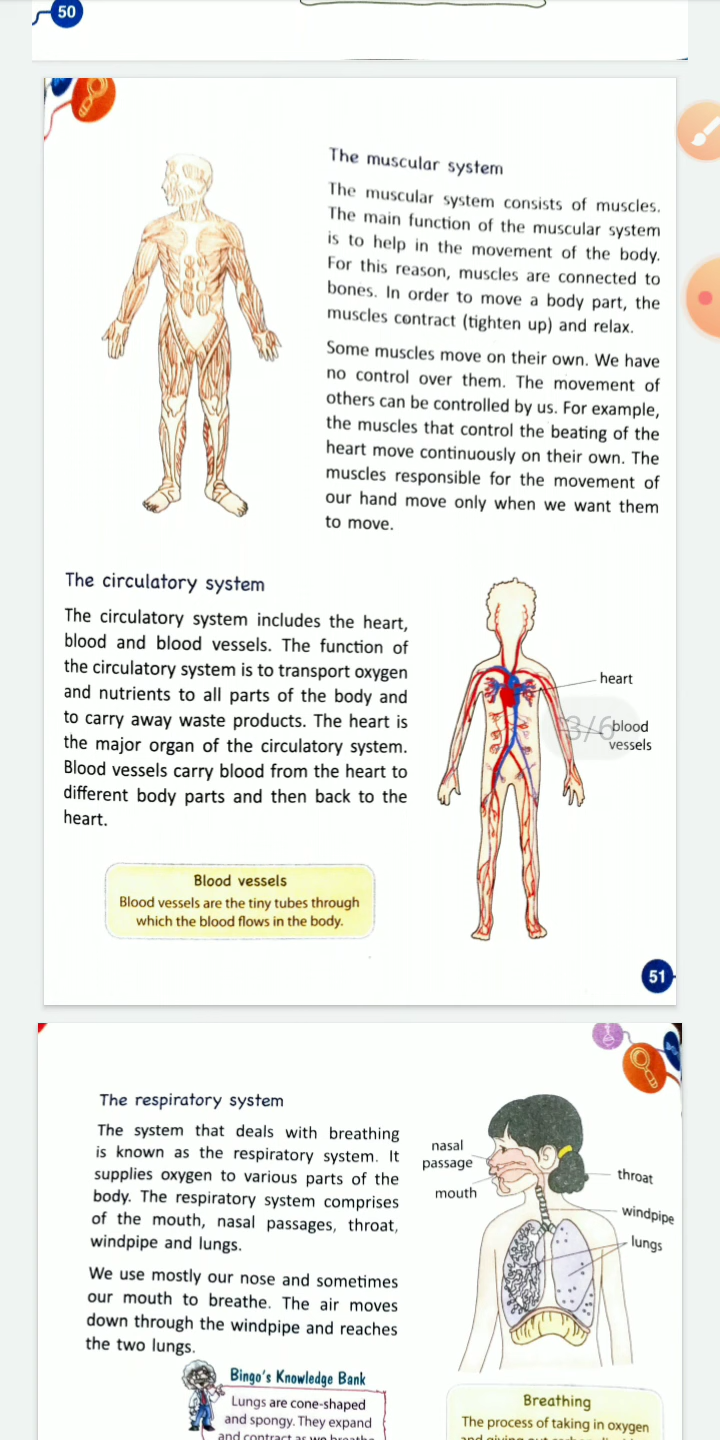 50
The muscular system
The muscular system consists of muscles.
The main function of the muscular system
is to help in the movement of the body.
For this reason, muscles are connected to
bones. In order to move a body part, the
muscles contract (tighten up) and relax.
Some muscles move on their own. We have
no control over them. The movement of
others can be controlled by us. For example,
the muscles that control the beating of the
heart move continuously on their own. The
muscles responsible for the movement of
our hand move only when we want them
to move.
The circulatory system
The circulatory system includes the heart,
blood and blood vessels. The function of
the circulatory system is to transport oxygen
and nutrients to all parts of the body and
to carry away waste products. The heart is
the major organ of the circulatory system.
Blood vessels carry blood from the heart to
different body parts and then back to the
heart.
heart
3/6
blood
vessels
Blood vessels
Blood vessels are the tiny tubes through
which the blood flows in the body.
51
The respiratory system
The system that deals with breathing
is known as the respiratory system. It
supplies oxygen to various parts of the
body. The respiratory system comprises
of the mouth, nasal passages, throat,
windpipe and lungs.
We use mostly our nose and sometimes
our mouth to breathe. The air moves
down through the windpipe and reaches
the two lungs.
nasal
passage
mouth
throat
windpipe
lungs
Bingo's Knowledge Bank
Lungs are cone-shaped
and spongy. They expand
and contract as we breathe
Breathing
The process of taking in oxygen